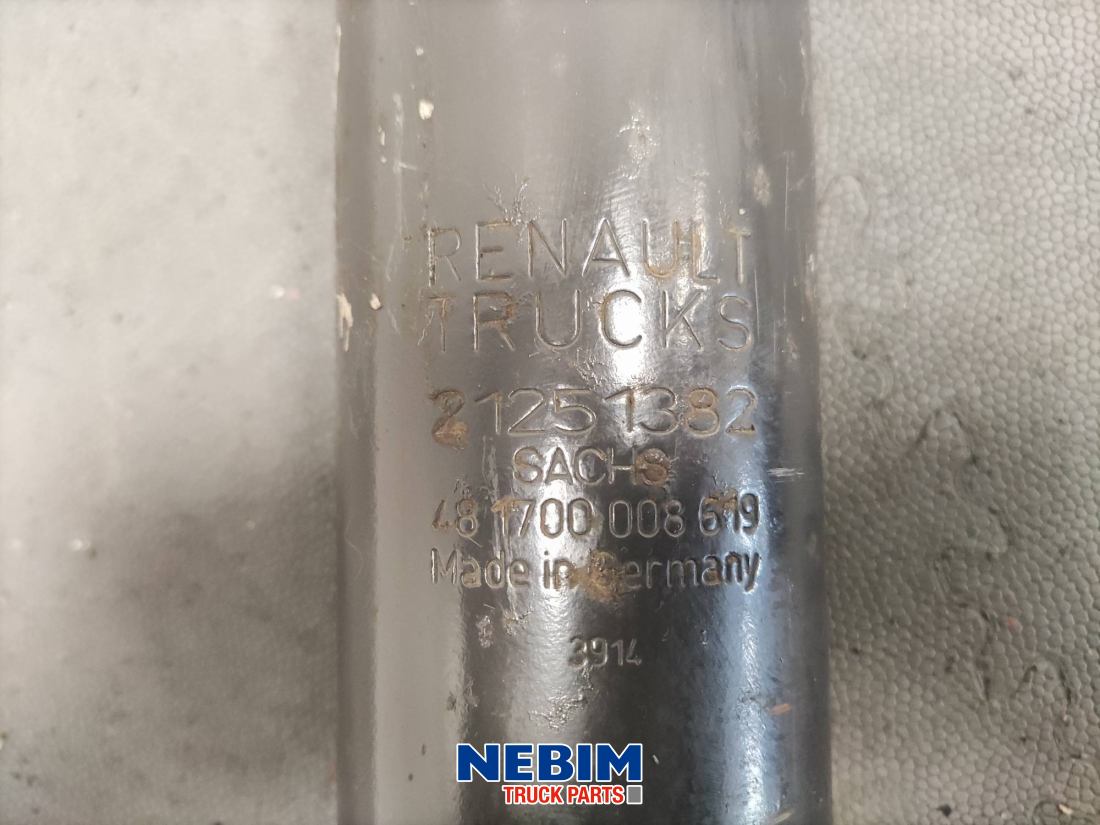 RENAULT
TRUCKS
21251382
SACHS
48 1700 008 619
Made in Germany
3914
NEBIM
TRUCK PARTS